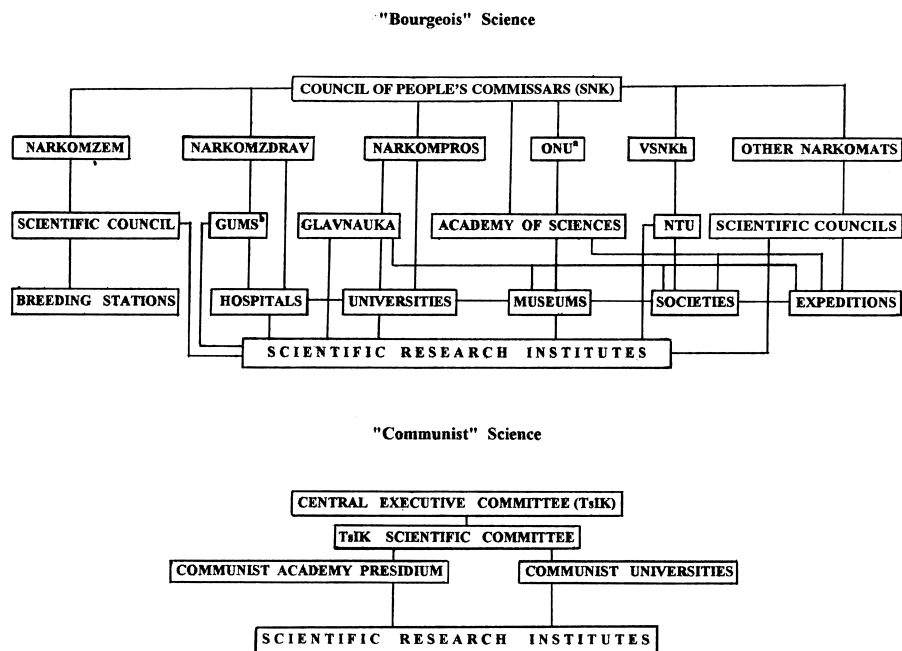 "Bourgeois" Science
COUNCIL OF PEOPLE'S COMMISSARS (SNK)
NARKOMZEM
NARKOMZDRAV
NARKOMPROS
ONUª
VSNKh
OTHER NARKOMATS
SCIENTIFIC COUNCIL
GUMSᵇ
GLAVNAUKA
ACADEMY OF SCIENCES
NTU
SCIENTIFIC COUNCILS
BREEDING STATIONS
HOSPITALS
UNIVERSITIES
MUSEUMS
SOCIETIES
EXPEDITIONS
SCIENTIFIC RESEARCH INSTITUTES
"Communist" Science
CENTRAL EXECUTIVE COMMITTEE (TsIK)
TsIK SCIENTIFIC COMMITTEE
COMMUNIST ACADEMY PRESIDIUM
COMMUNIST UNIVERSITIES
SCIENTIFIC RESEARCH INSTITUTES